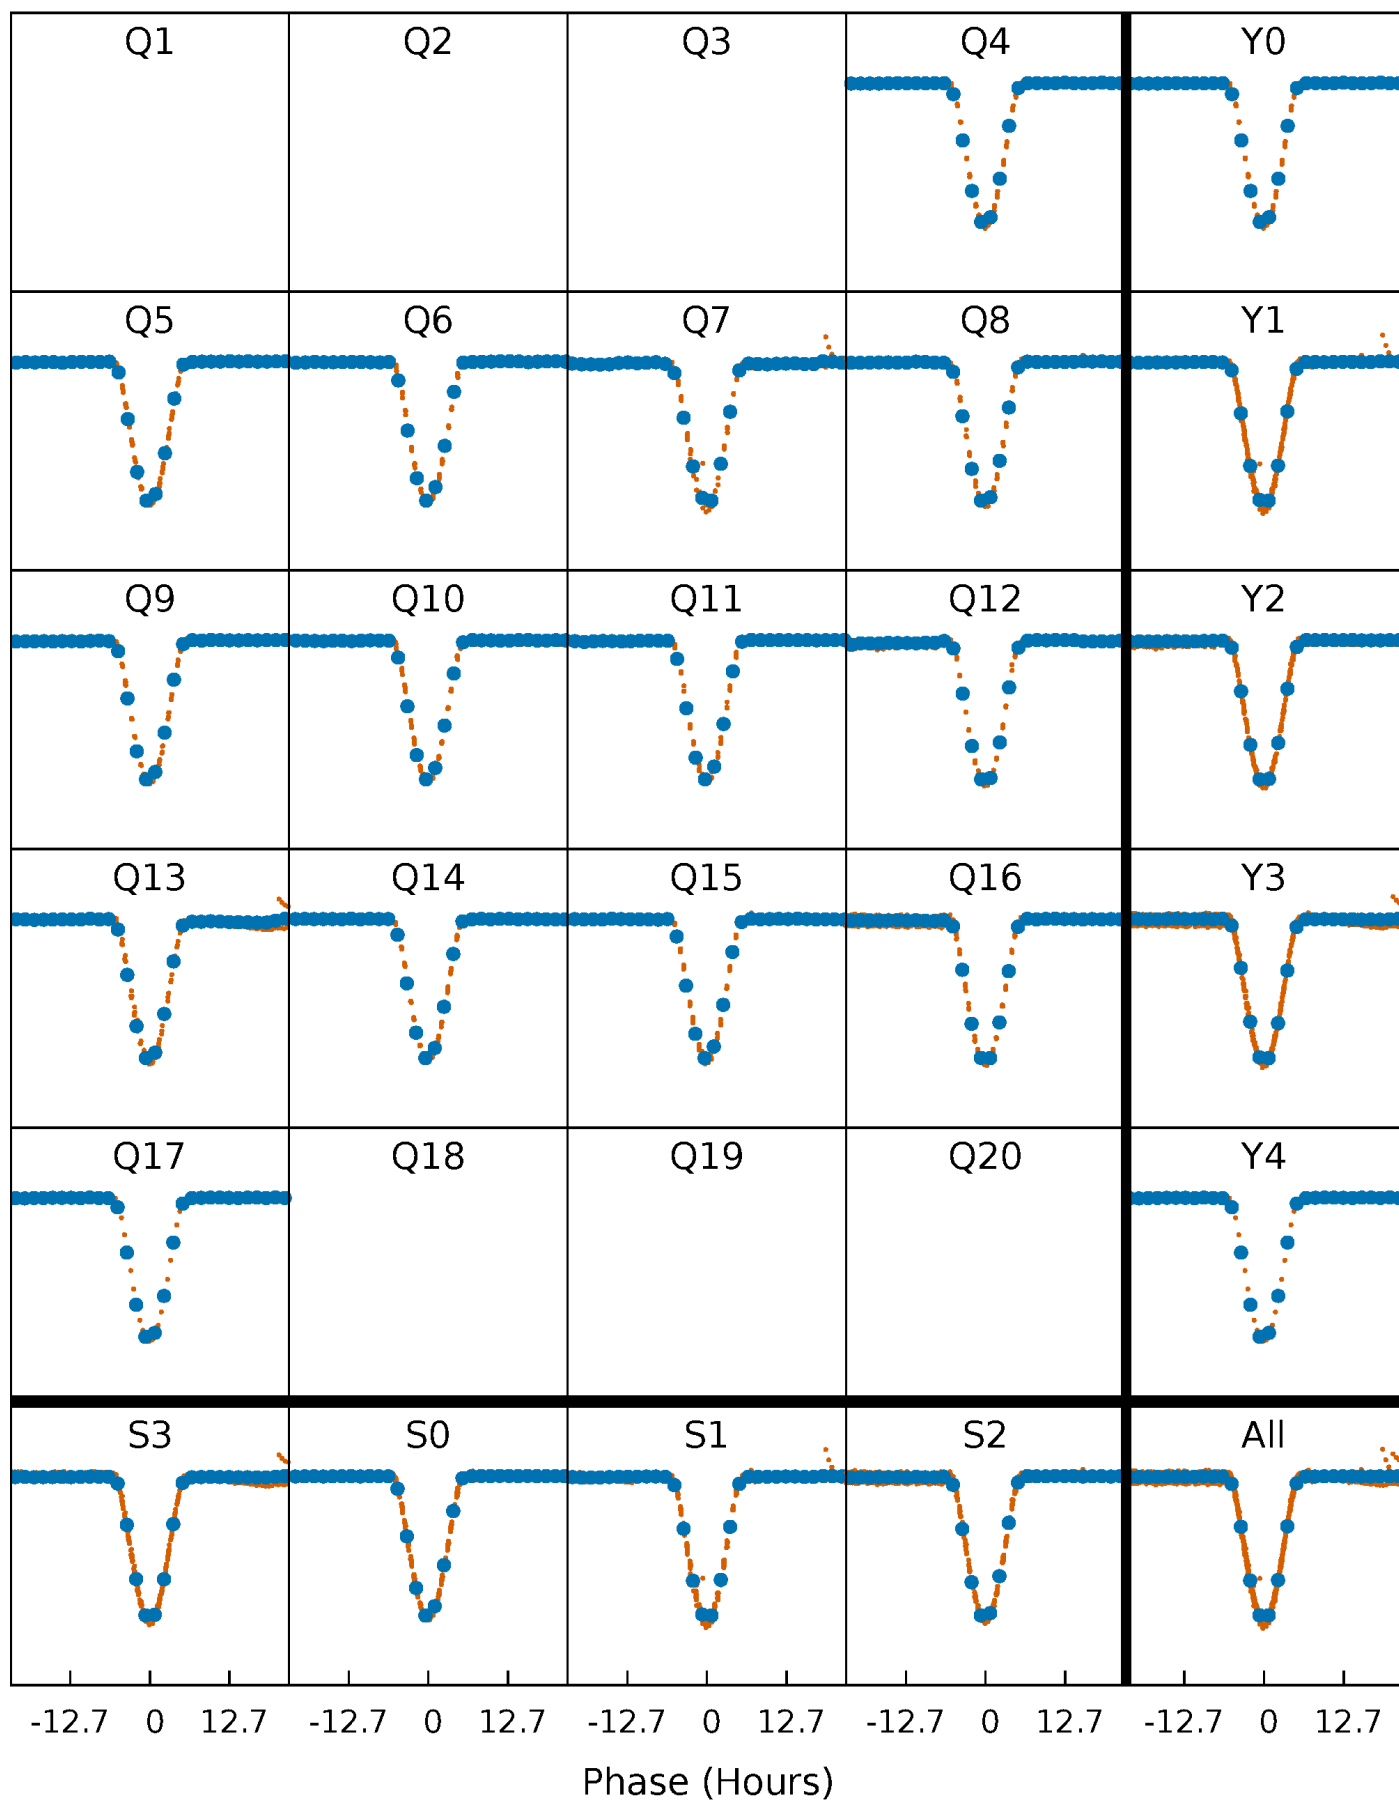 Q1 Q2 Q3 Q4 Y0
Q5 Q6 Q7 Q8 Y1
Q9 Q10 Q11 Q12 Y2
Q13 Q14 Q15 Q16 Y3
Q17 Q18 Q19 Q20 Y4
S3 S0 S1 S2 All
-12.7 0 12.7 -12.7 0 12.7 -12.7 0 12.7 -12.7 0 12.7 -12.7 0 12.7
Phase (Hours)